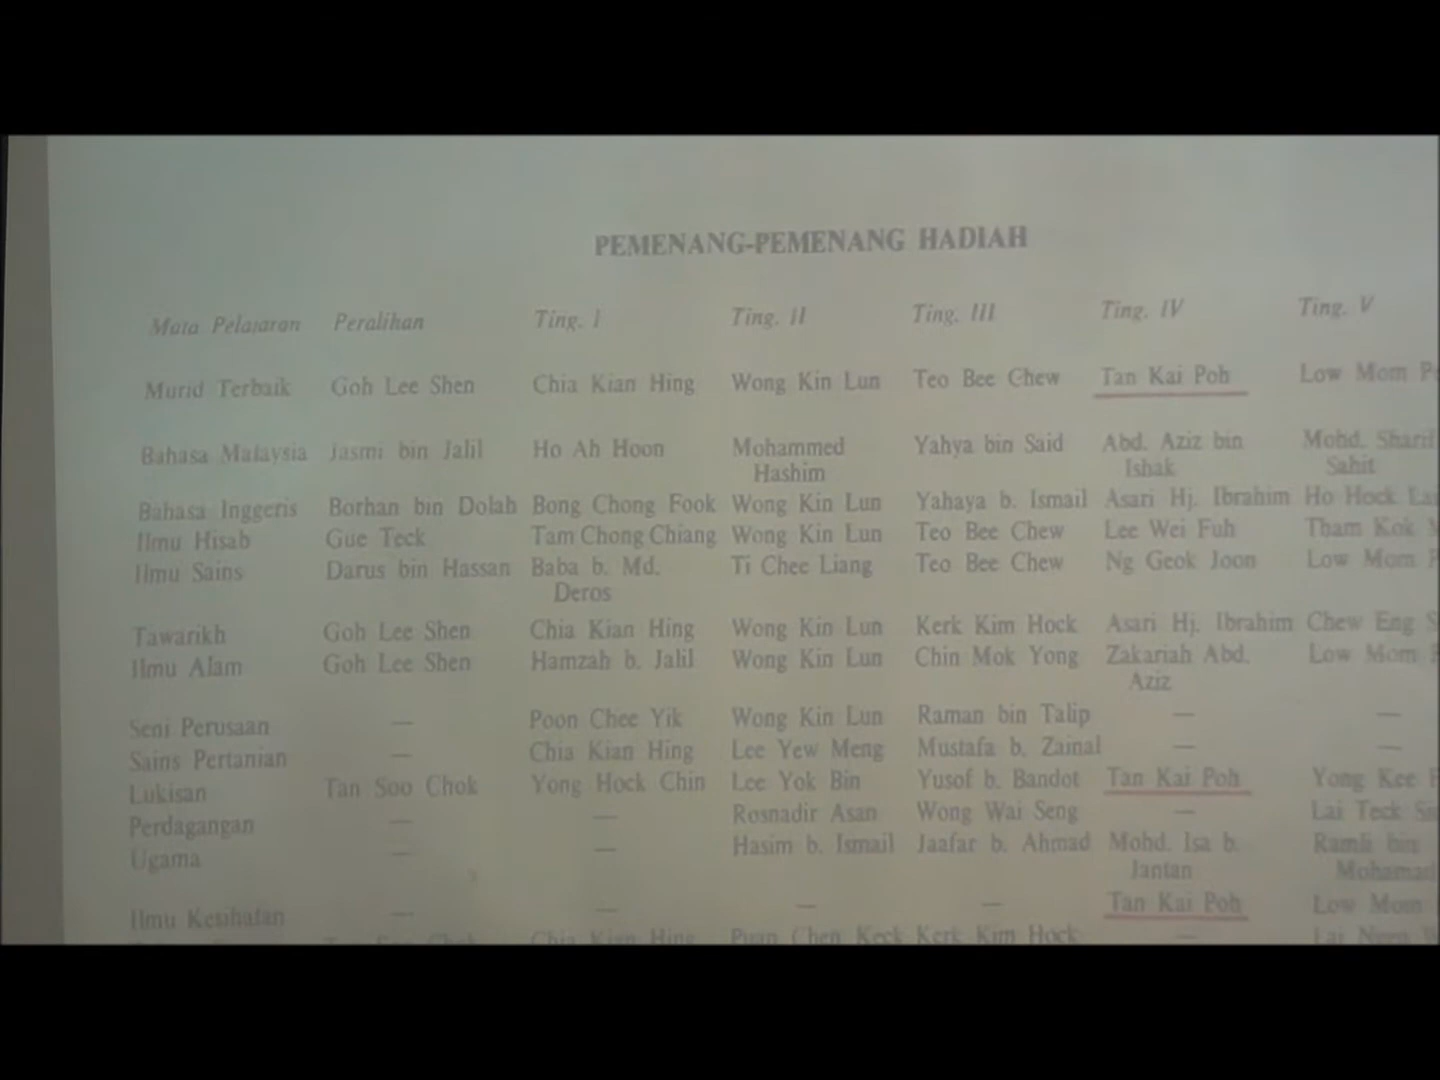 PEMENANG-PEMENANG HADIAH
Mata Pelajaran Peralihan Ting. I Ting. II Ting. III Ting. IV Ting. V
Murid Terbaik Goh Lee Shen Chia Kian Hing Wong Kin Lun Teo Bee Chew Tan Kai Poh Low Mom
Bahasa Malaysia Jasmi bin Jalil Ho Ah Hoon Mohammed Yahya bin Said Abd. Aziz bin Mohd. Sharif
Hashim Ishak Sahit
Bahasa Inggeris Borhan bin Dolah Bong Chong Fook Wong Kin Lun Yahaya b. Ismail Asari Hj. Ibrahim Ho Hock
Ilmu Hisab Gue Teck Tam Chong Chiang Wong Kin Lun Teo Bee Chew Lee Wei Fuh Tham Kok
Ilmu Sains Darus bin Hassan Baba b. Md. Ti Chee Liang Teo Bee Chew Ng Geok Joon Low Mom
Deros
Tawarikh Goh Lee Shen Chia Kian Hing Wong Kin Lun Kerk Kim Hock Asari Hj. Ibrahim Chew Eng
Ilmu Alam Goh Lee Shen Hamzah b. Jalil Wong Kin Lun Chin Mok Yong Zakariah Abd. Low Mom
Aziz
Seni Perusaan — Poon Chee Yik Wong Kin Lun Raman bin Talip — —
Sains Pertanian — Chia Kian Hing Lee Yew Meng Mustafa b. Zainal — —
Lukisan Tan Soo Chok Yong Hock Chin Lee Yok Bin Yusof b. Bandot Tan Kai Poh Yong Kee
Perdagangan — — Rosnadir Asan Wong Wai Seng — Lai Teck
Ugama — — Hasim b. Ismail Jaafar b. Ahmad Mohd. Isa b. Ramli bin
Jantan
Ilmu Kesihatan — — — — Tan Kai Poh Low Mom
Chia Kian Hing Kerk Kim Hock —